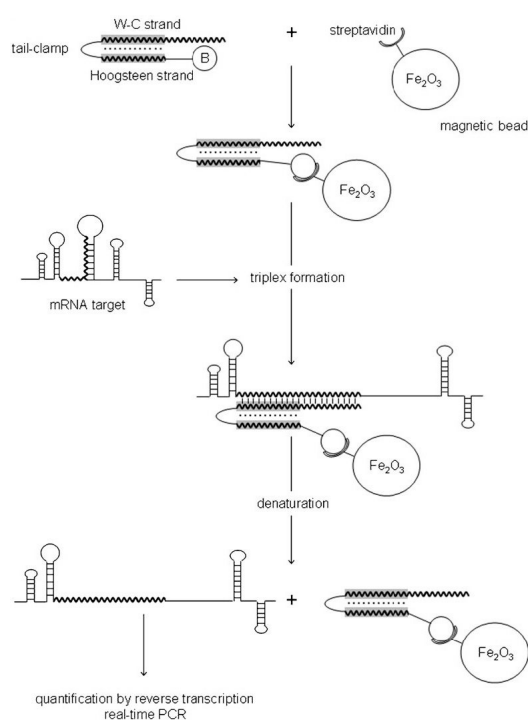 W-C strand
+
streptavidin
tail-clamp
B
Hoogsteen strand
Fe₂O₃
magnetic bead
Fe₂O₃
triplex formation
mRNA target
Fe₂O₃
denaturation
+
Fe₂O₃
quantification by reverse transcription
real-time PCR